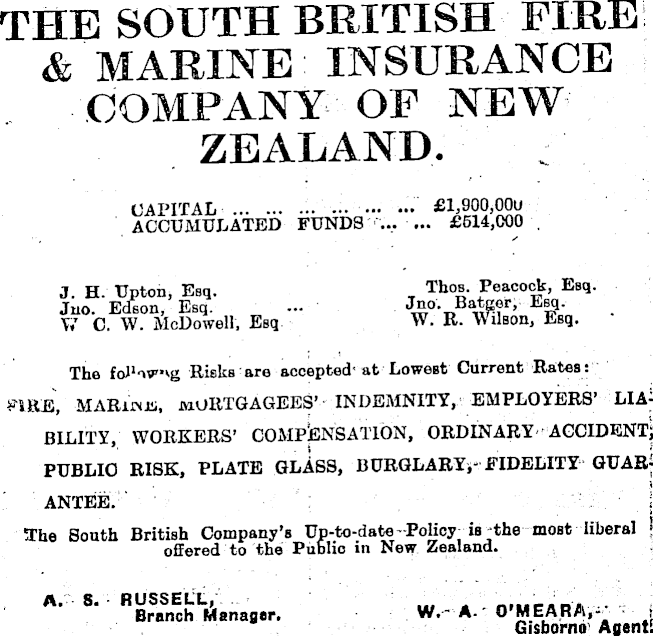 THE SOUTH BRITISH FIRE
& MARINE INSURANCE
COMPANY OF NEW
ZEALAND.
CAPITAL ... ... ... ... ... ... £1,900,000
ACCUMULATED FUNDS ... ... £514,000
J. H. Upton, Esq. Thos. Peacock, Esq.
Jno. Edson, Esq. ... Jno. Batger, Esq.
W C. W. McDowell, Esq W. R. Wilson, Esq.
The following Risks are accepted at Lowest Current Rates:
FIRE, MARINE, MORTGAGEES' INDEMNITY, EMPLOYERS' LIA-
BILITY, WORKERS' COMPENSATION, ORDINARY ACCIDENT,
PUBLIC RISK, PLATE GLASS, BURGLARY, FIDELITY GUAR-
ANTEE.
The South British Company's Up-to-date Policy is the most liberal
offered to the Public in New Zealand.
A. S. RUSSELL,
Branch Manager.
W. A. O'MEARA,
Gisborne Agent.